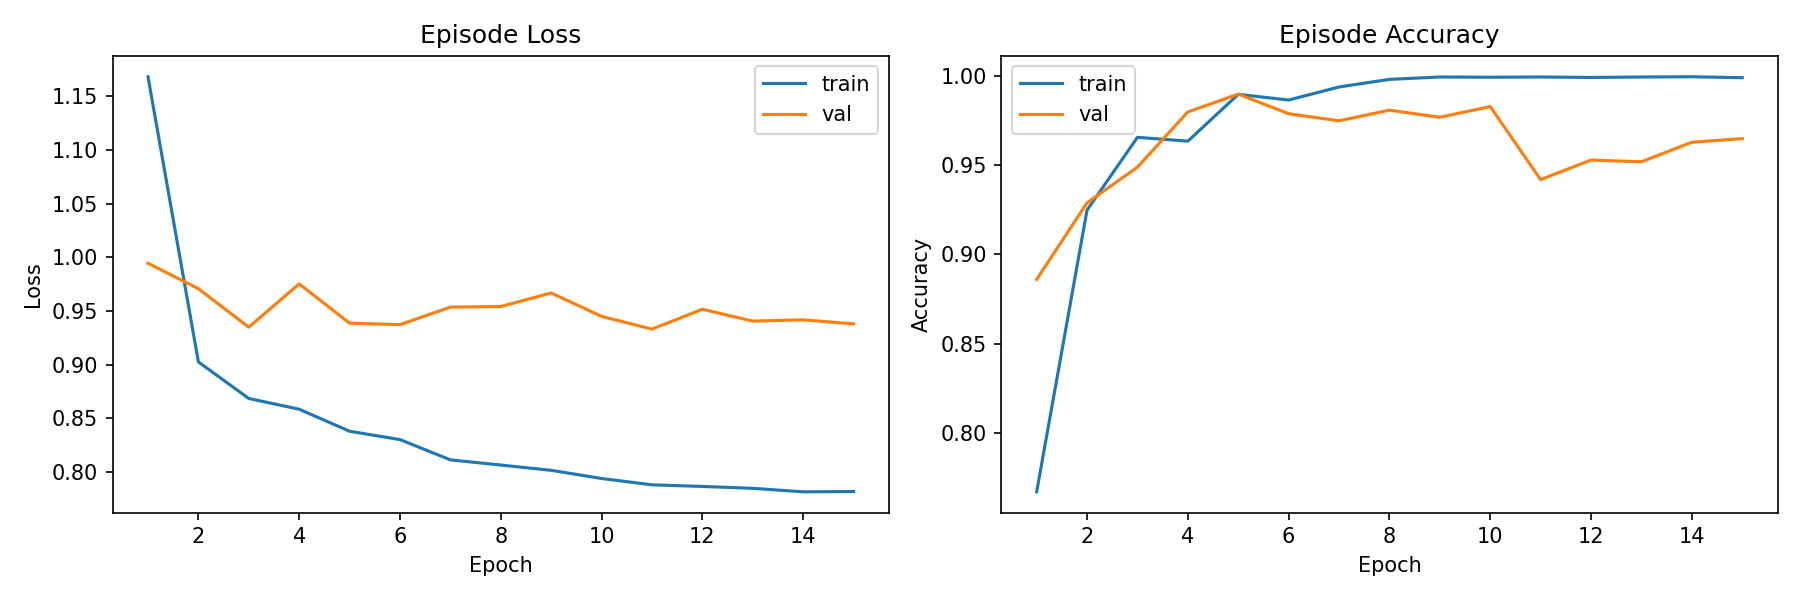 Episode Loss
train
val
1.15
1.10
1.05
1.00
0.95
0.90
0.85
0.80
Loss
2 4 6 8 10 12 14
Epoch
Episode Accuracy
train
val
1.00
0.95
0.90
0.85
0.80
Accuracy
2 4 6 8 10 12 14
Epoch